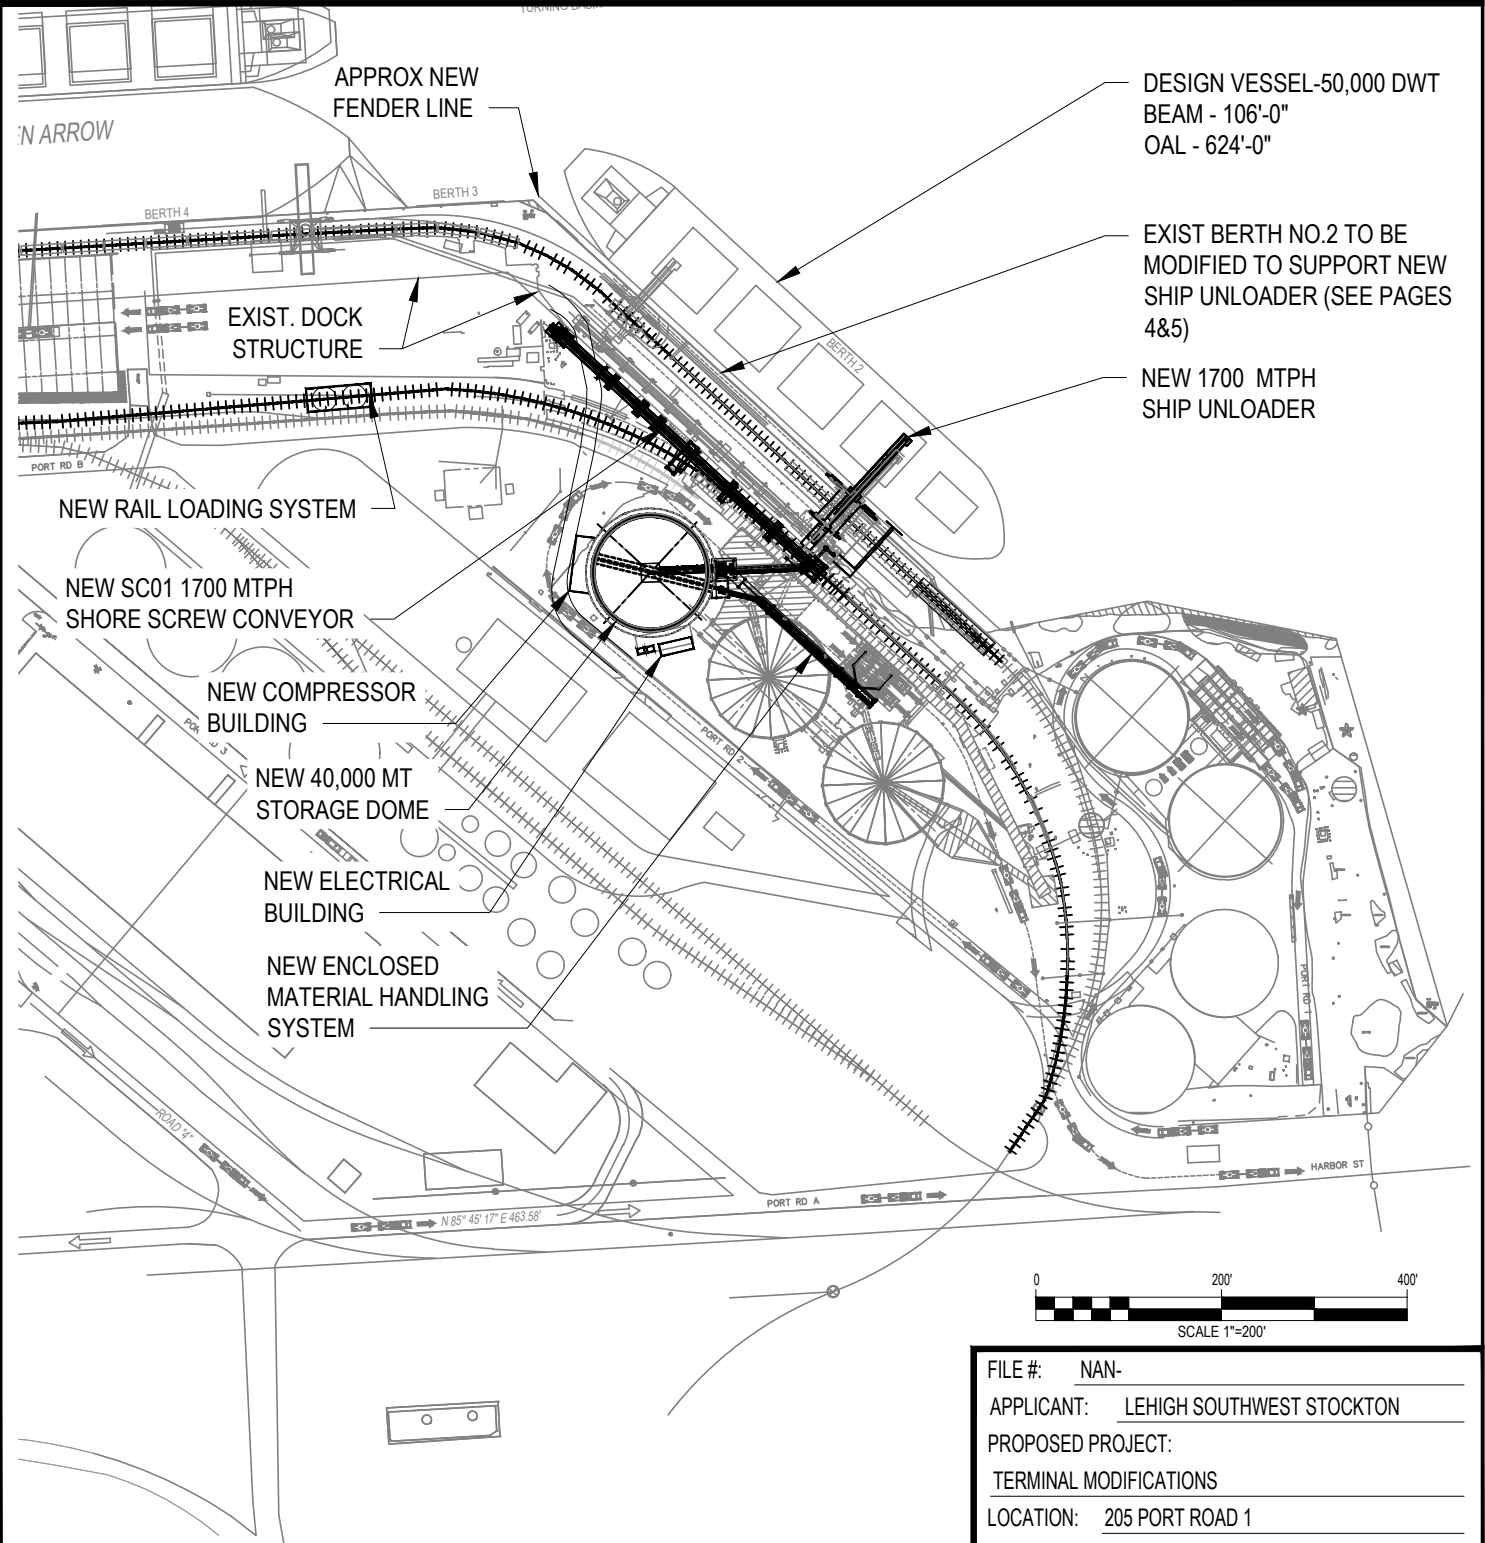 APPROX NEW
FENDER LINE
DESIGN VESSEL-50,000 DWT
BEAM - 106'-0"
OAL - 624'-0"
BERTH 4
BERTH 3
EXIST BERTH NO.2 TO BE
MODIFIED TO SUPPORT NEW
SHIP UNLOADER (SEE PAGES
4&5)
EXIST. DOCK
STRUCTURE
BERTH 2
NEW 1700 MTPH
SHIP UNLOADER
PORT RD B
NEW RAIL LOADING SYSTEM
NEW SC01 1700 MTPH
SHORE SCREW CONVEYOR
NEW COMPRESSOR
BUILDING
PORT RD 2
NEW 40,000 MT
STORAGE DOME
NEW ELECTRICAL
BUILDING
NEW ENCLOSED
MATERIAL HANDLING
SYSTEM
PORT RD 1
ROAD "4"
HARBOR ST
PORT RD A
N 85° 45' 17" E 463.58'
0 200' 400'
SCALE 1"=200'
FILE #: NAN-
APPLICANT: LEHIGH SOUTHWEST STOCKTON
PROPOSED PROJECT:
TERMINAL MODIFICATIONS
LOCATION: 205 PORT ROAD 1